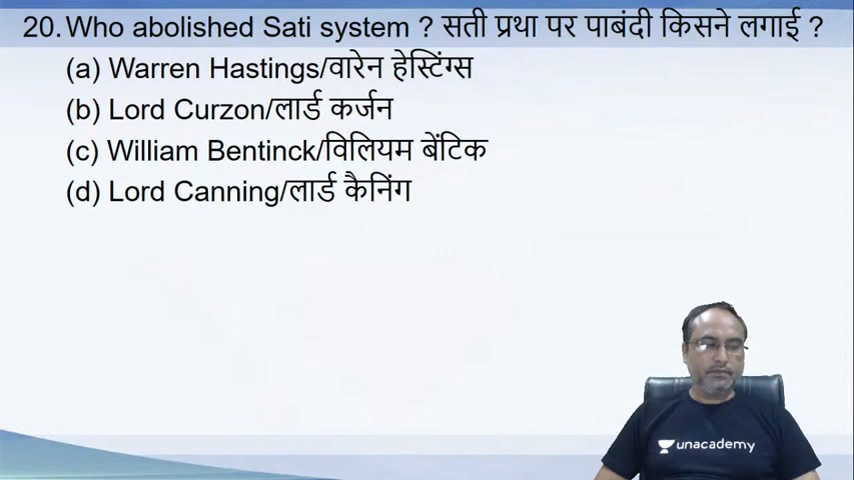 20. Who abolished Sati system ? सती प्रथा पर पाबंदी किसने लगाई ?
(a) Warren Hastings/वारेन हेस्टिंग्स
(b) Lord Curzon/लार्ड कर्जन
(c) William Bentinck/विलियम बेंटिक
(d) Lord Canning/लार्ड कैनिंग
unacademy